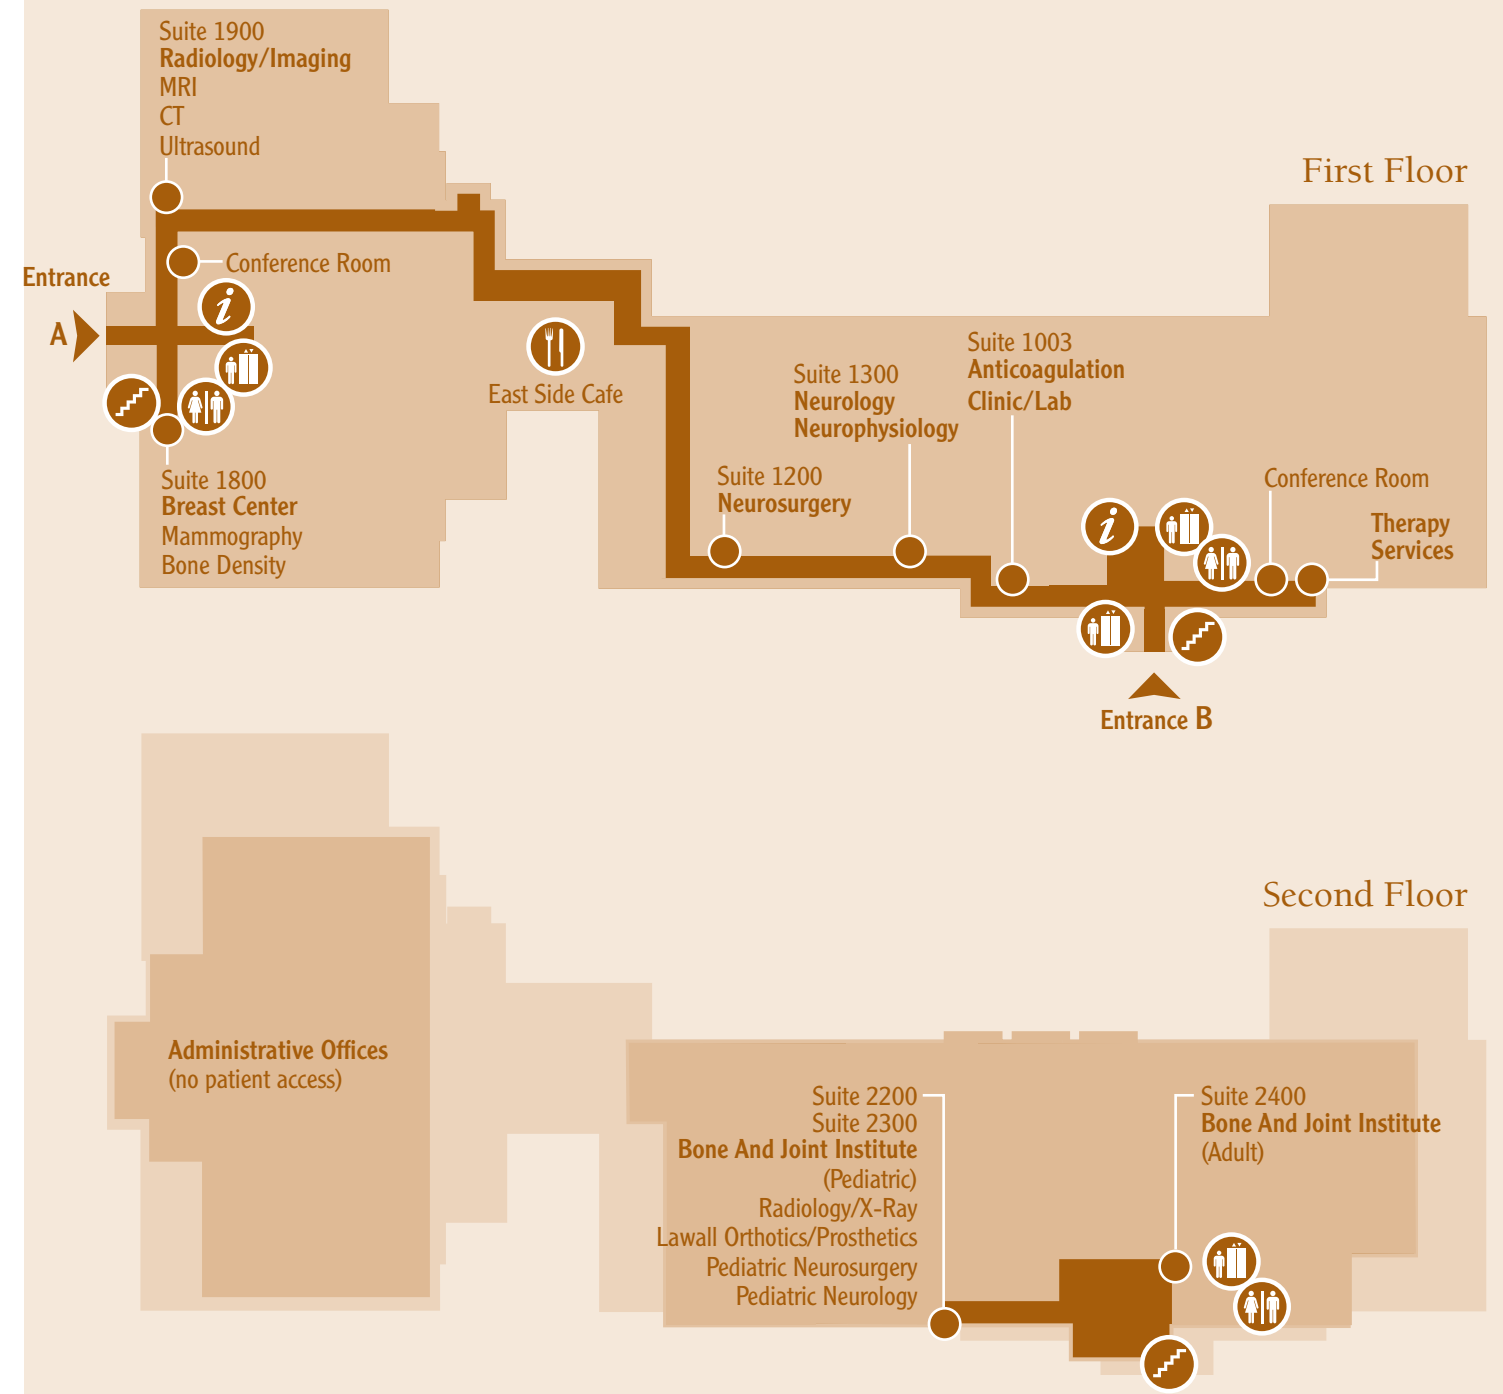 Suite 1900
Radiology/Imaging
MRI
CT
Ultrasound
First Floor
Conference Room
Entrance
A
i
East Side Cafe
Suite 1800
Breast Center
Mammography
Bone Density
Suite 1200
Neurosurgery
Suite 1300
Neurology
Neurophysiology
Suite 1003
Anticoagulation
Clinic/Lab
i
Conference Room
Therapy
Services
Entrance B
Second Floor
Administrative Offices
(no patient access)
Suite 2200
Suite 2300
Bone And Joint Institute
(Pediatric)
Radiology/X-Ray
Lawall Orthotics/Prosthetics
Pediatric Neurosurgery
Pediatric Neurology
Suite 2400
Bone And Joint Institute
(Adult)